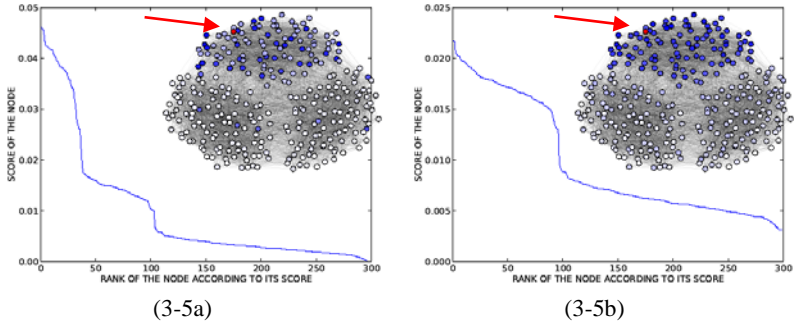 0.05
0.04
0.03
0.02
0.01
0.00
SCORE OF THE NODE
0 50 100 150 200 250 300
RANK OF THE NODE ACCORDING TO ITS SCORE
(3-5a)
0.025
0.020
0.015
0.010
0.005
0.000
SCORE OF THE NODE
0 50 100 150 200 250 300
RANK OF THE NODE ACCORDING TO ITS SCORE
(3-5b)